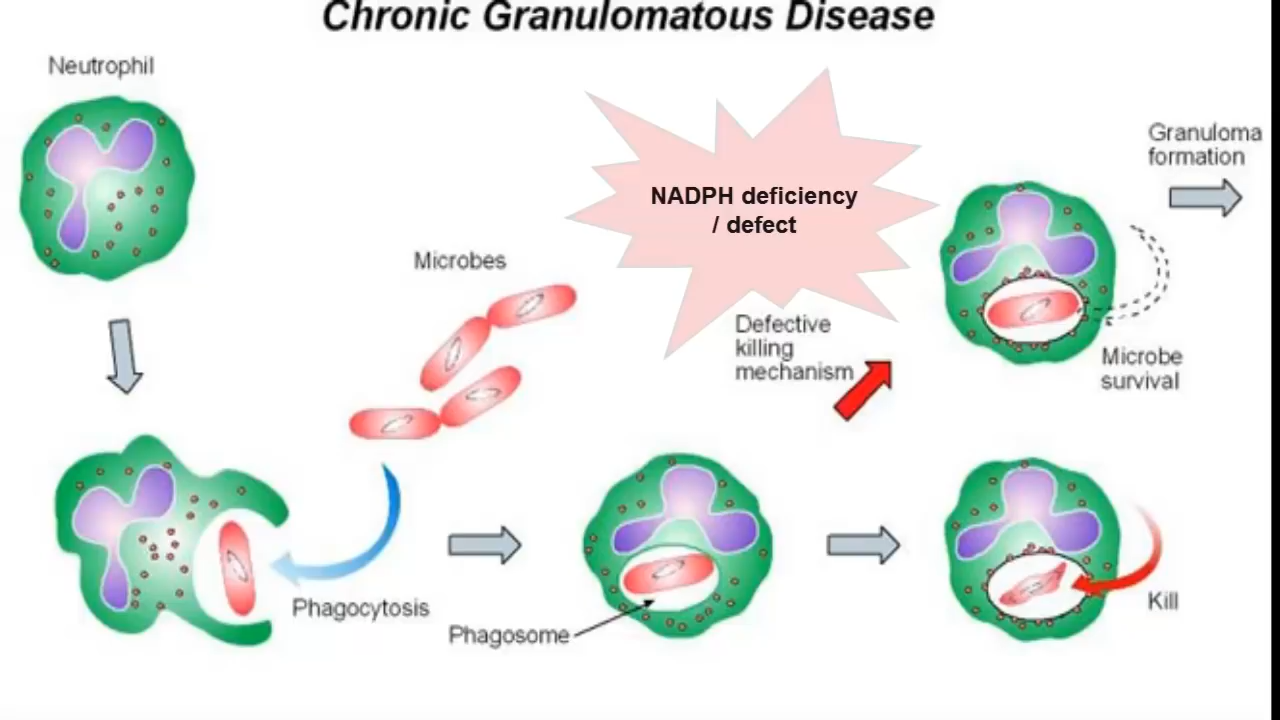 Chronic Granulomatous Disease
Neutrophil
Granuloma
formation
NADPH deficiency
/ defect
Microbes
Defective
killing
mechanism
Microbe
survival
Phagocytosis
Phagosome
Kill